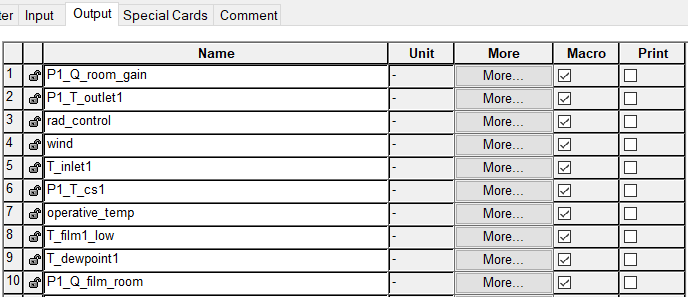 ter Input Output Special Cards Comment
Name Unit More Macro Print
1 P1_Q_room_gain - More...
2 P1_T_outlet1 - More...
3 rad_control - More...
4 wind - More...
5 T_inlet1 - More...
6 P1_T_cs1 - More...
7 operative_temp - More...
8 T_film1_low - More...
9 T_dewpoint1 - More...
10 P1_Q_film_room - More...